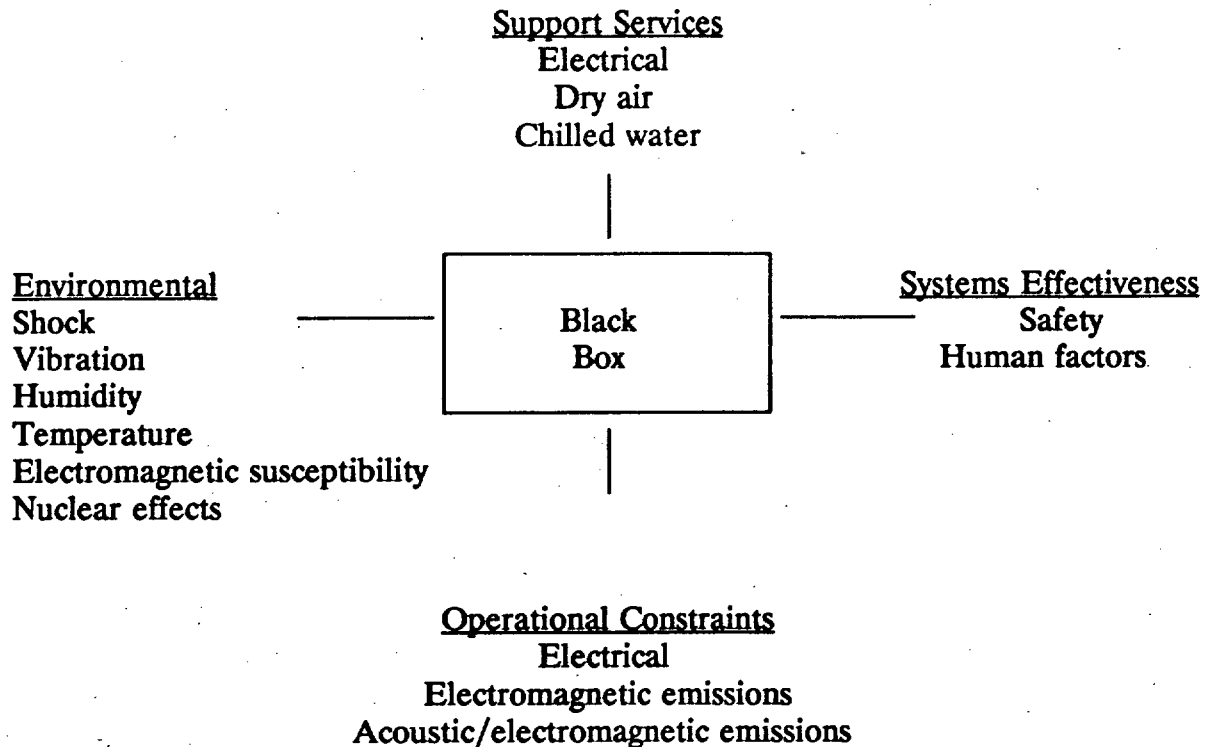 Support Services
Electrical
Dry air
Chilled water
Environmental
Shock
Vibration
Humidity
Temperature
Electromagnetic susceptibility
Nuclear effects
Black
Box
Systems Effectiveness
Safety
Human factors
Operational Constraints
Electrical
Electromagnetic emissions
Acoustic/electromagnetic emissions